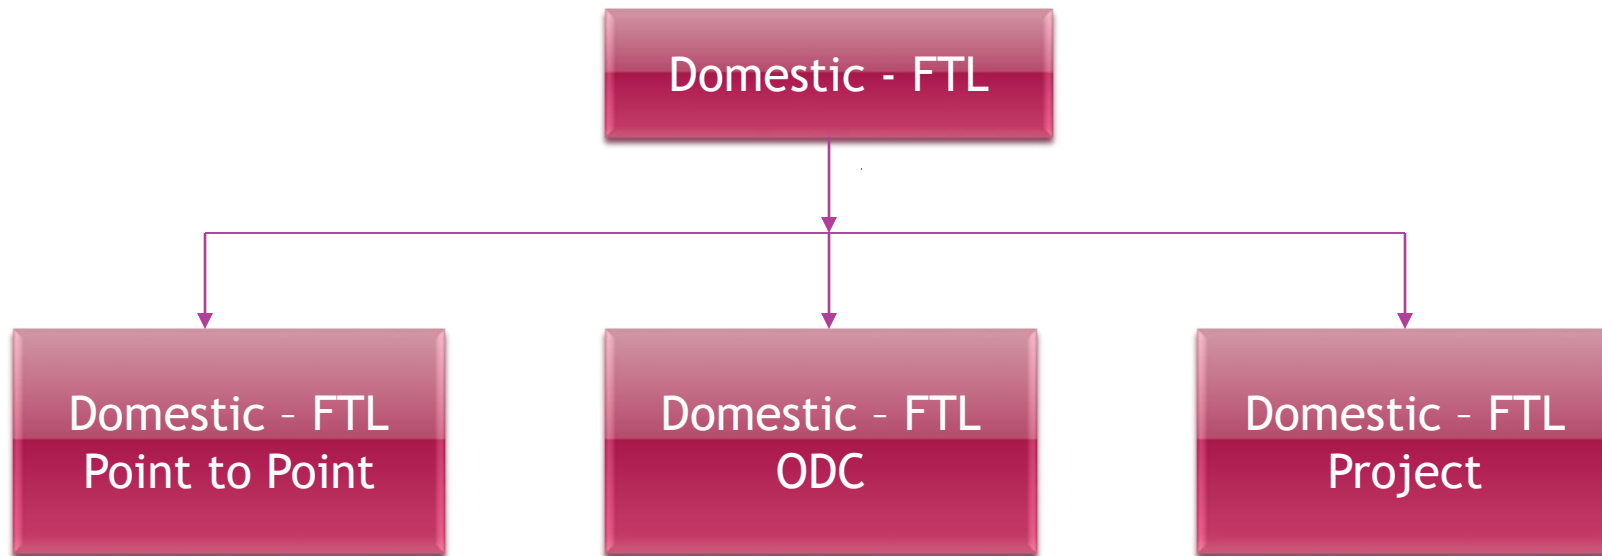 Domestic - FTL
Domestic – FTL
Point to Point
Domestic – FTL
ODC
Domestic – FTL
Project